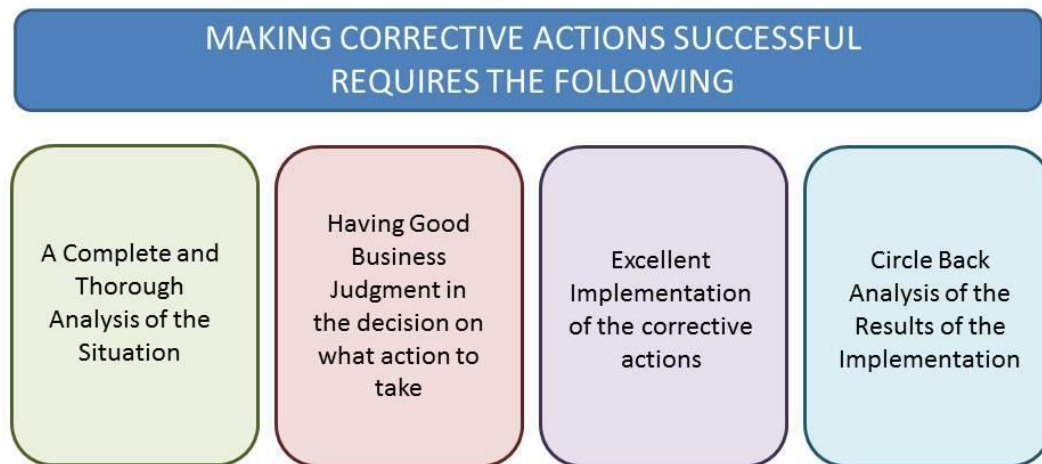 MAKING CORRECTIVE ACTIONS SUCCESSFUL
REQUIRES THE FOLLOWING
A Complete and
Thorough
Analysis of the
Situation
Having Good
Business
Judgment in
the decision on
what action to
take
Excellent
Implementation
of the corrective
actions
Circle Back
Analysis of the
Results of the
Implementation